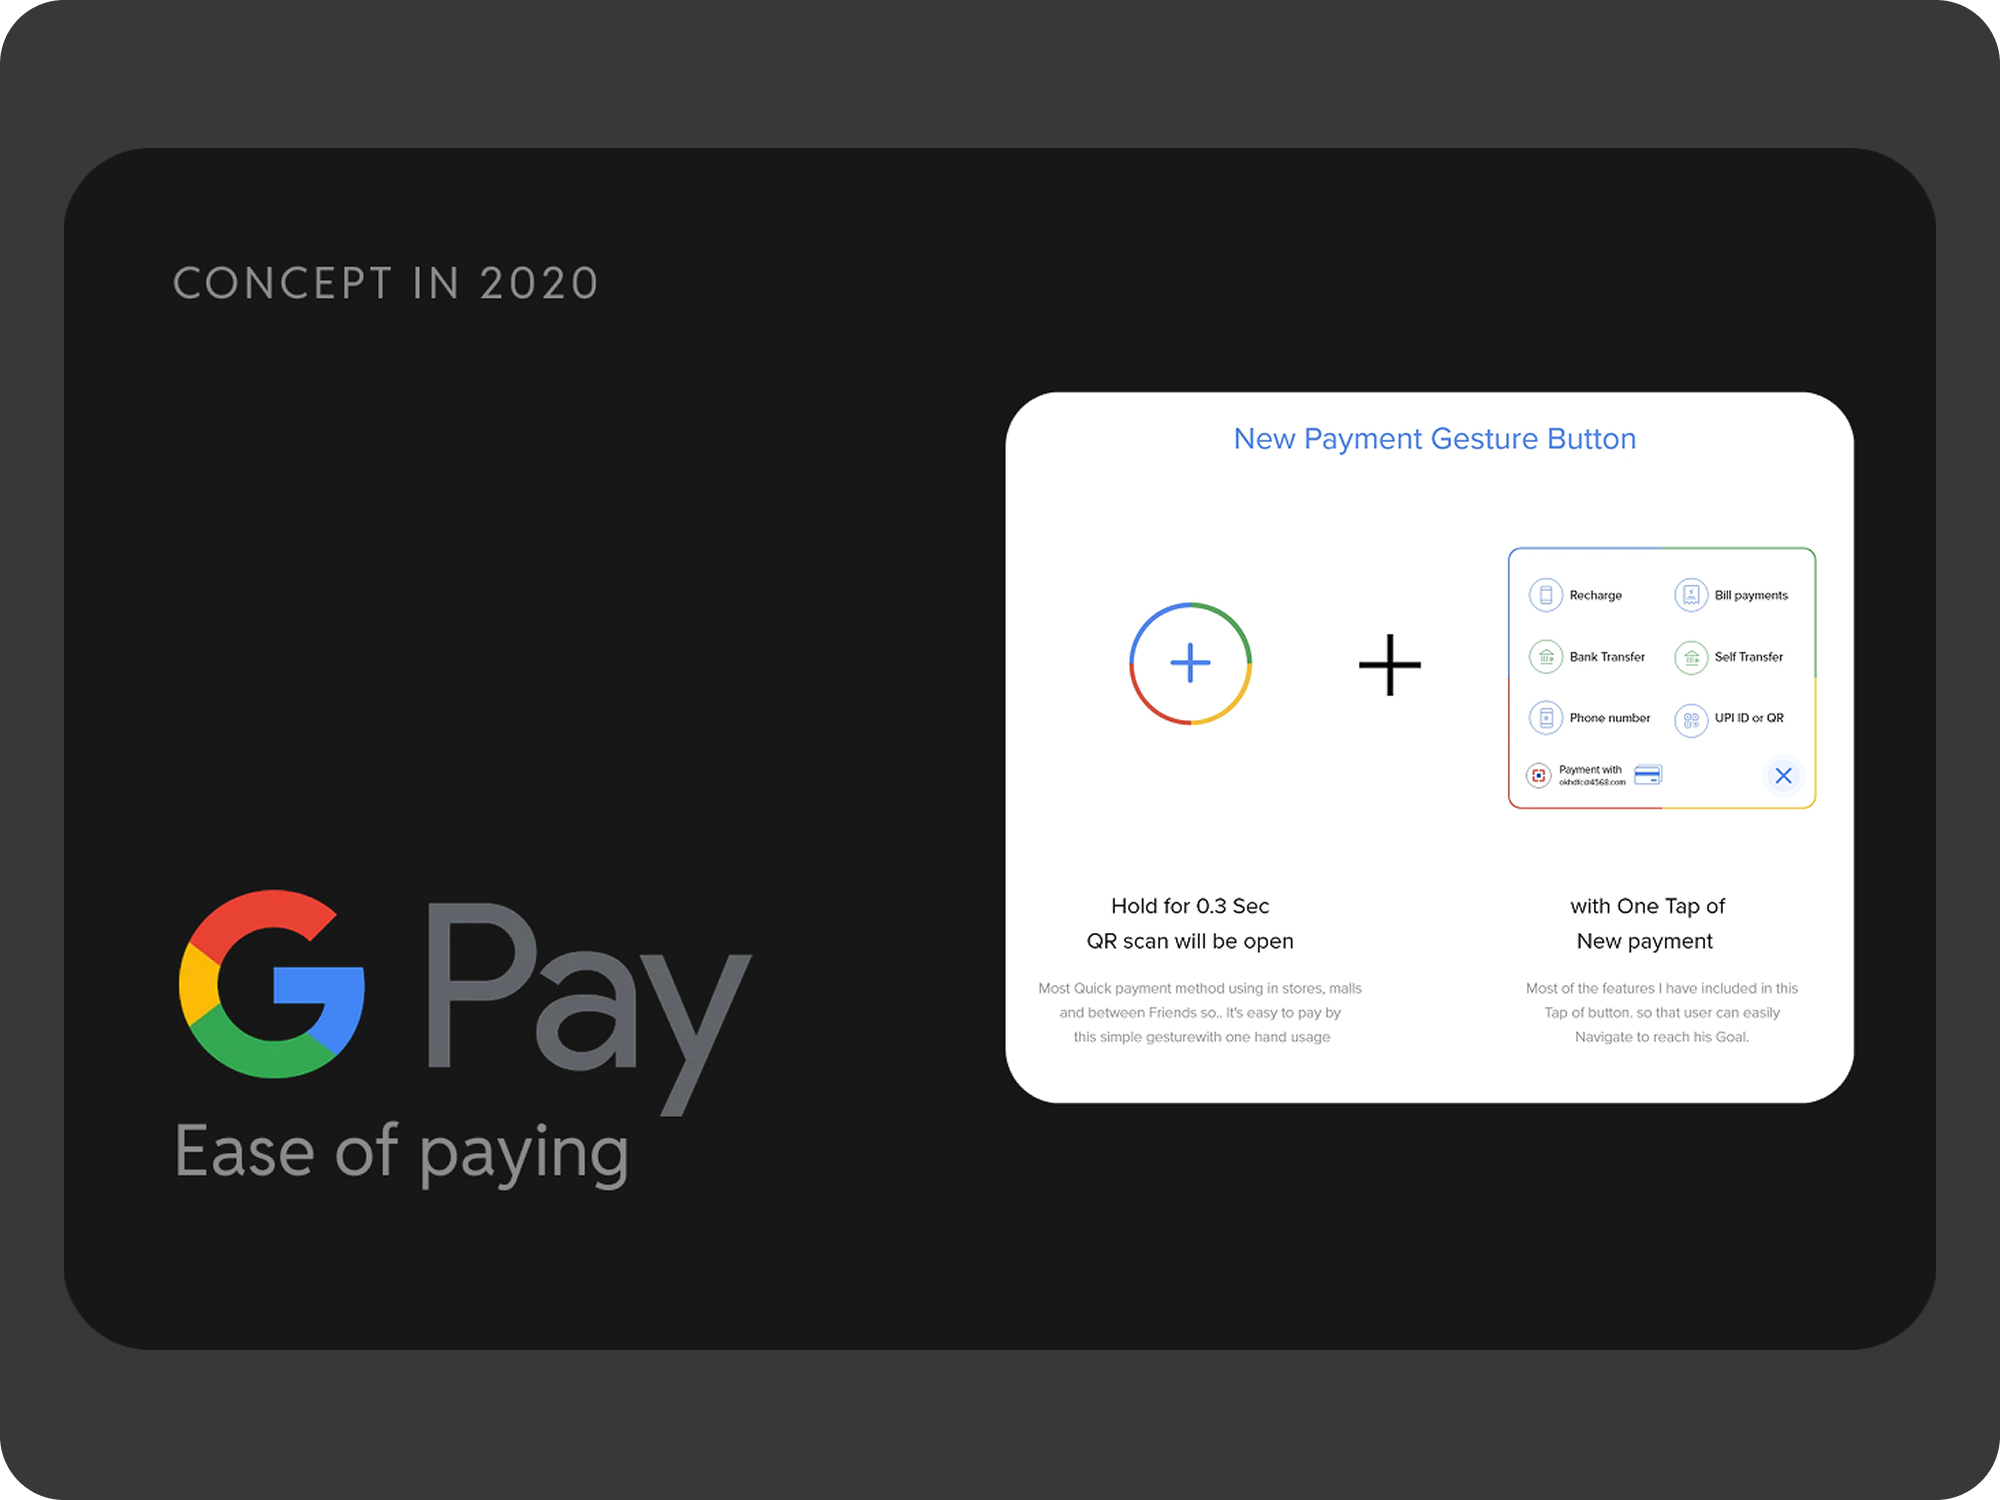 CONCEPT IN 2020
G Pay
Ease of paying
New Payment Gesture Button
Recharge
Bill payments
Bank Transfer
Self Transfer
Phone number
UPI ID or QR
Payment with
okhdfc@4568.com
Hold for 0.3 Sec
QR scan will be open
Most Quick payment method using in stores, malls
and between Friends so.. It's easy to pay by
this simple gesturewith one hand usage
with One Tap of
New payment
Most of the features I have included in this
Tap of button. so that user can easily
Navigate to reach his Goal.